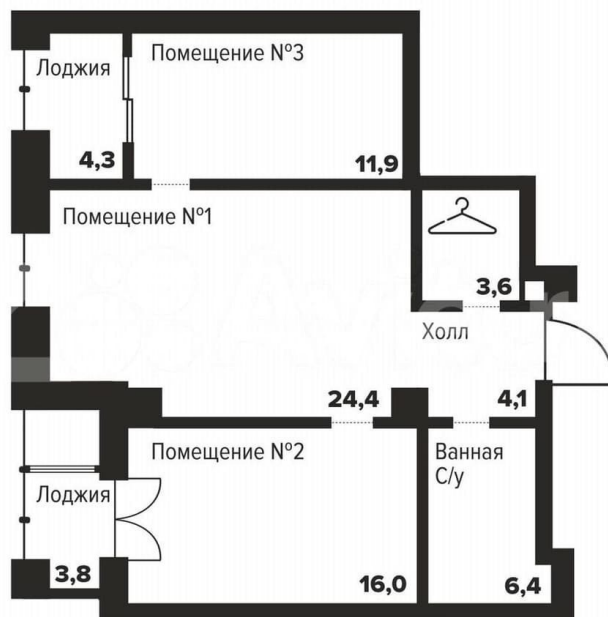 Лоджия
Помещение №3
4,3
11,9
Помещение №1
3,6
Холл
24,4
4,1
Помещение №2
Ванная
С/у
Лоджия
3,8
16,0
6,4